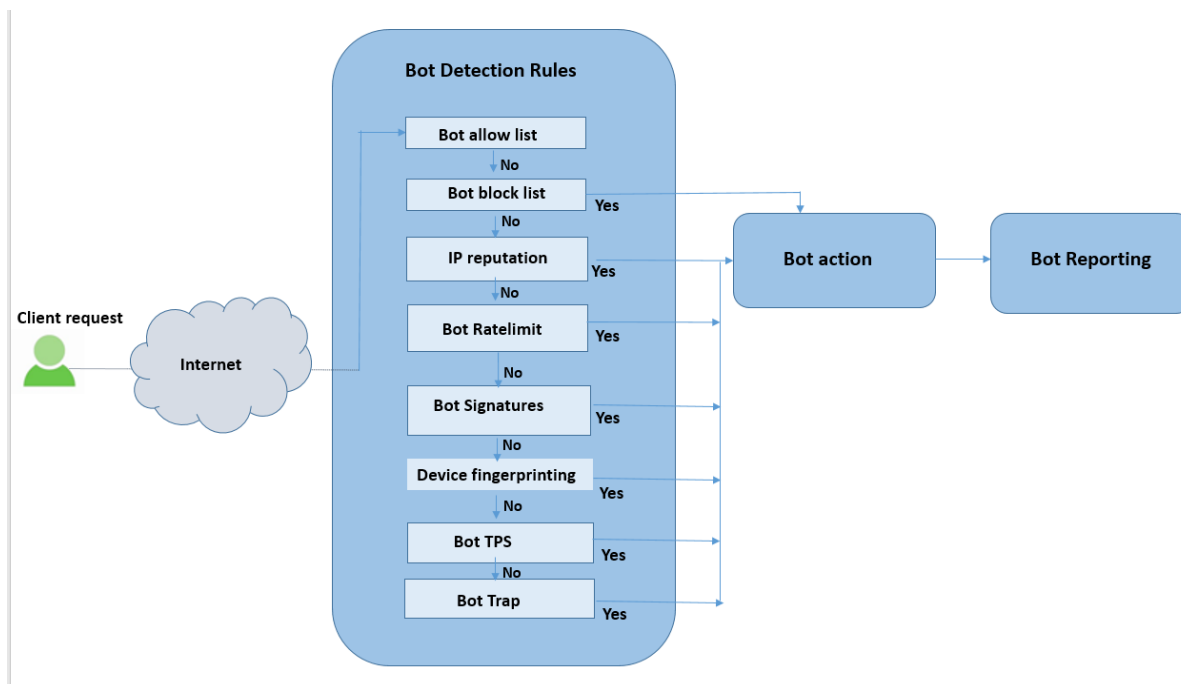 Bot Detection Rules
Bot allow list
No
Bot block list
Yes
No
IP reputation
Yes
No
Bot Ratelimit
Yes
No
Bot Signatures
Yes
No
Device fingerprinting
Yes
No
Bot TPS
Yes
No
Bot Trap
Yes
Client request
Internet
Bot action
Bot Reporting